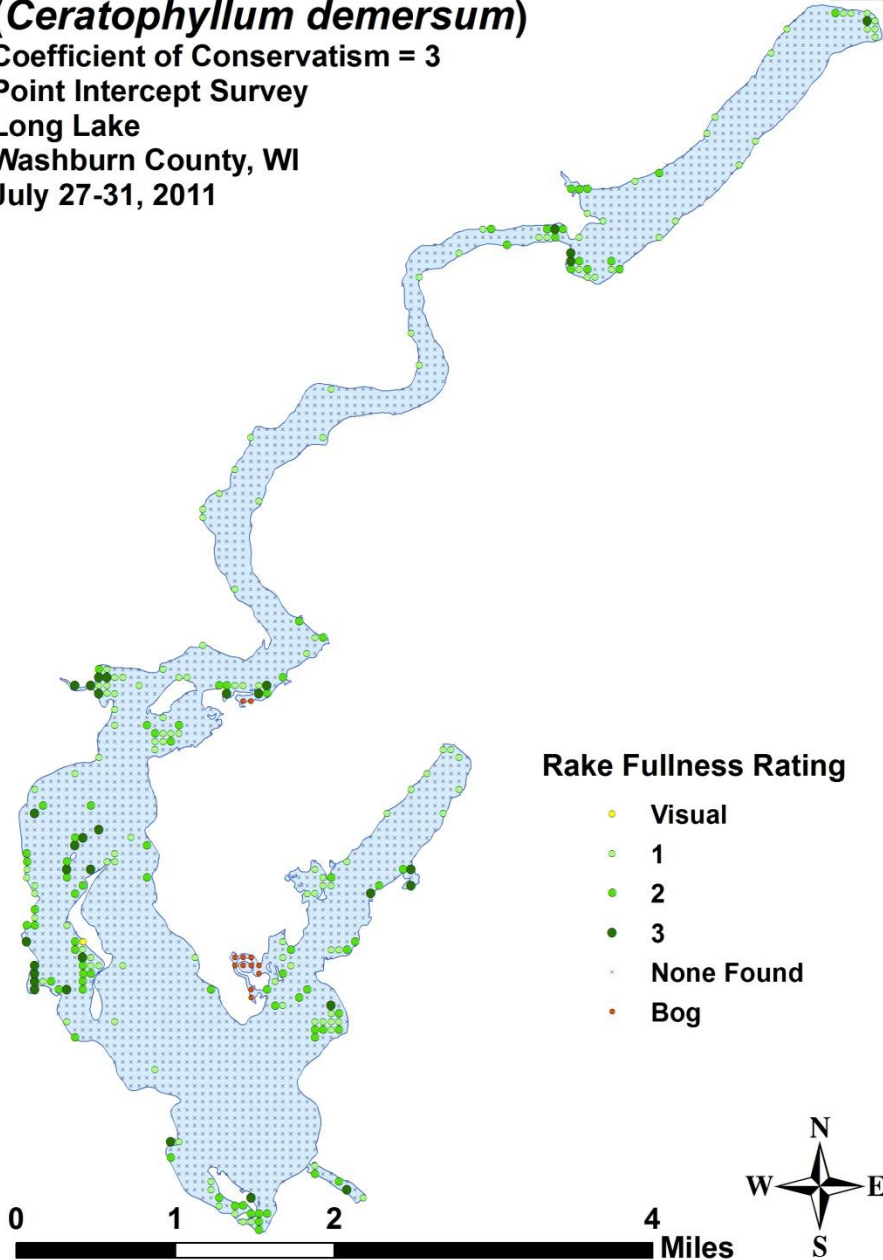 (Ceratophyllum demersum)
Coefficient of Conservatism = 3
Point Intercept Survey
Long Lake
Washburn County, WI
July 27-31, 2011
Rake Fullness Rating
Visual
1
2
3
None Found
Bog
N
W E
S
0 1 2 4
Miles